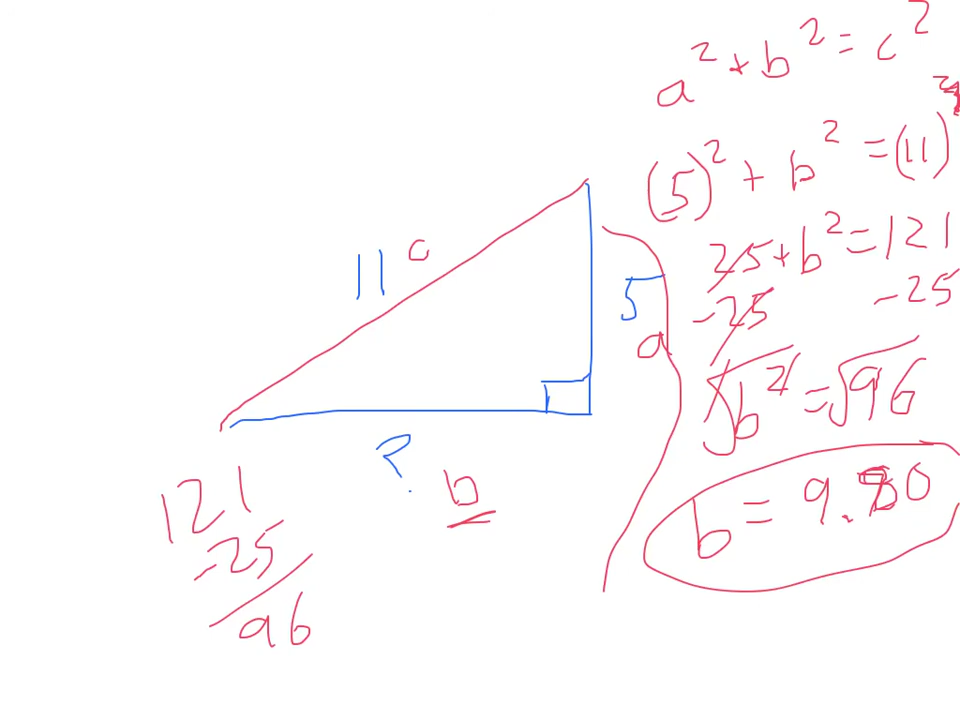 a² + b² = c²
(5)² + b² = (11)²
25 + b² = 121
-25 -25
√b² = √96
b = 9.80
11 c
5
a
?
b
121
-25
96